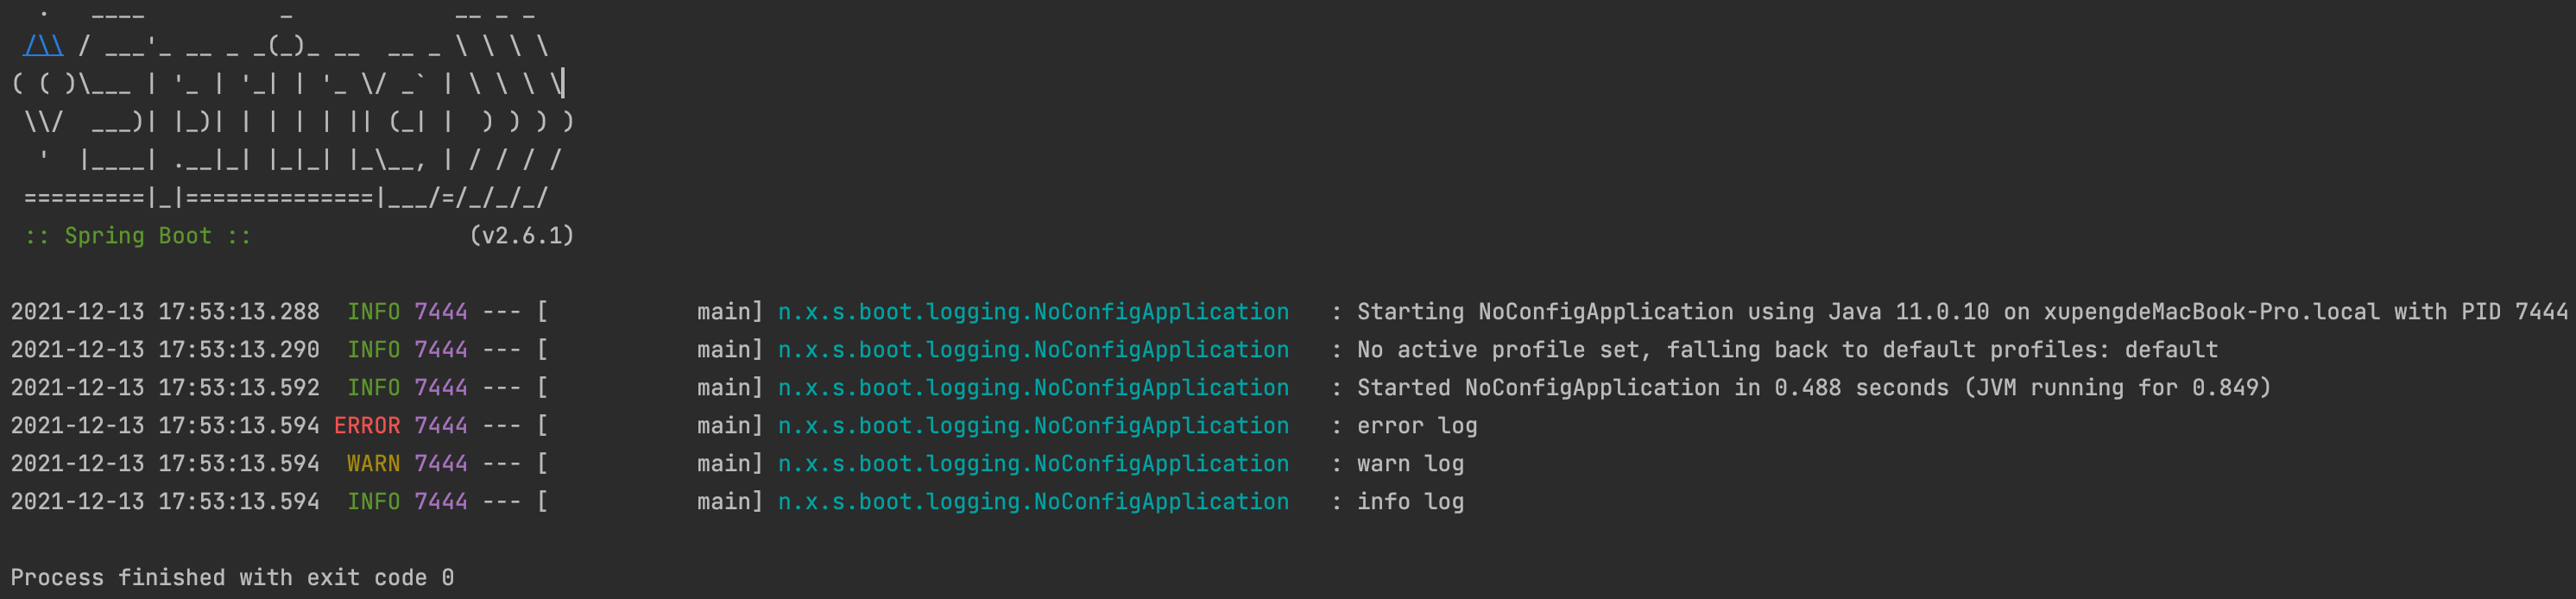 .   ____          _            __ _ _
 /\\ / ___'_ __ _ _(_)_ __  __ _ \ \ \ \
( ( )\___ | '_ | '_| | '_ \/ _` | \ \ \ \
 \\/  ___)| |_)| | | | | || (_| |  ) ) ) )
  '  |____| .__|_| |_|_| |_\__, | / / / /
 =========|_|==============|___/=/_/_/_/
 :: Spring Boot ::                (v2.6.1)
2021-12-13 17:53:13.288  INFO 7444 --- [           main] n.x.s.boot.logging.NoConfigApplication   : Starting NoConfigApplication using Java 11.0.10 on xupengdeMacBook-Pro.local with PID 7444
2021-12-13 17:53:13.290  INFO 7444 --- [           main] n.x.s.boot.logging.NoConfigApplication   : No active profile set, falling back to default profiles: default
2021-12-13 17:53:13.592  INFO 7444 --- [           main] n.x.s.boot.logging.NoConfigApplication   : Started NoConfigApplication in 0.488 seconds (JVM running for 0.849)
2021-12-13 17:53:13.594 ERROR 7444 --- [           main] n.x.s.boot.logging.NoConfigApplication   : error log
2021-12-13 17:53:13.594  WARN 7444 --- [           main] n.x.s.boot.logging.NoConfigApplication   : warn log
2021-12-13 17:53:13.594  INFO 7444 --- [           main] n.x.s.boot.logging.NoConfigApplication   : info log
Process finished with exit code 0